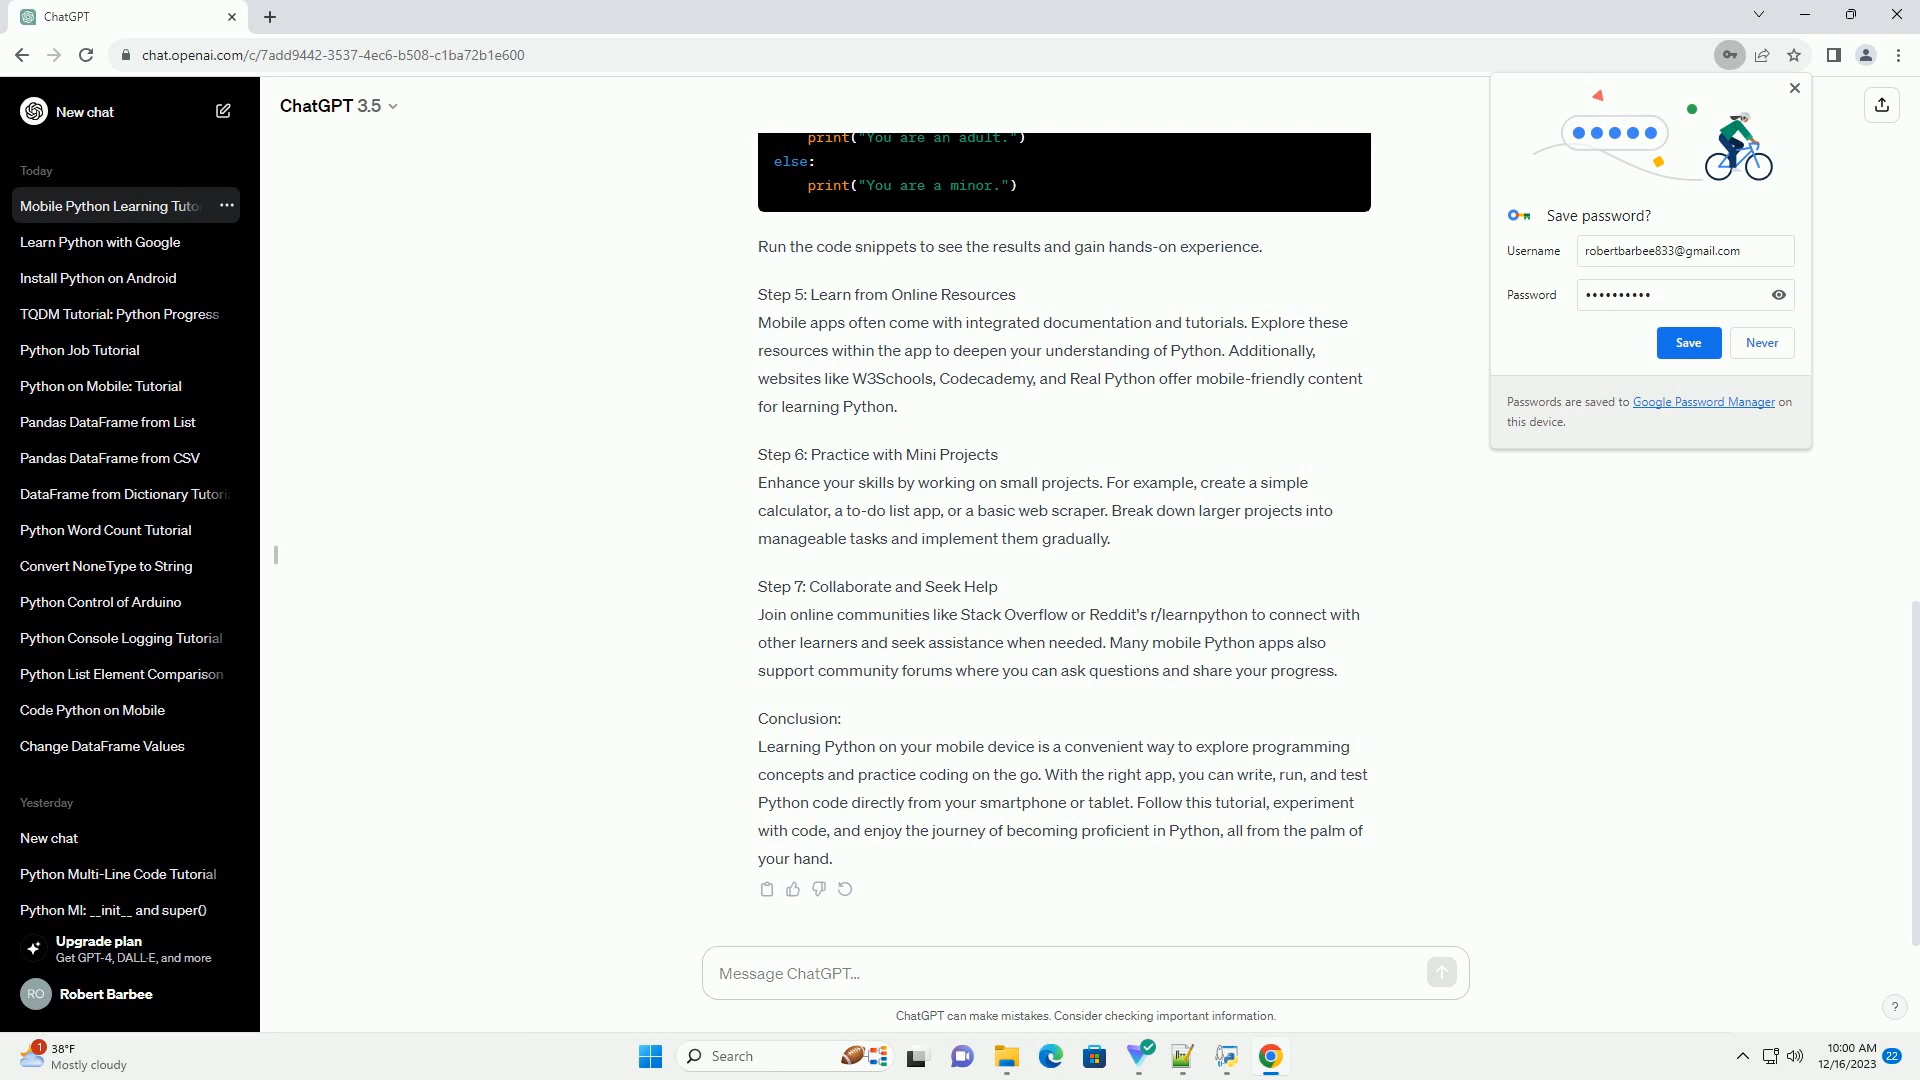 ChatGPT
chat.openai.com/c/7add9442-3537-4ec6-b508-c1ba72b1e600
New chat
Today
Mobile Python Learning Tuto
Learn Python with Google
Install Python on Android
TQDM Tutorial: Python Progress
Python Job Tutorial
Python on Mobile: Tutorial
Pandas DataFrame from List
Pandas DataFrame from CSV
DataFrame from Dictionary Tutori
Python Word Count Tutorial
Convert NoneType to String
Python Control of Arduino
Python Console Logging Tutorial
Python List Element Comparison
Code Python on Mobile
Change DataFrame Values
Yesterday
New chat
Python Multi-Line Code Tutorial
Python MI: __init__ and super()
Upgrade plan
Get GPT-4, DALL·E, and more
RO
Robert Barbee
ChatGPT 3.5
print("You are an adult.")
else:
print("You are a minor.")
Run the code snippets to see the results and gain hands-on experience.
Step 5: Learn from Online Resources
Mobile apps often come with integrated documentation and tutorials. Explore these
resources within the app to deepen your understanding of Python. Additionally,
websites like W3Schools, Codecademy, and Real Python offer mobile-friendly content
for learning Python.
Step 6: Practice with Mini Projects
Enhance your skills by working on small projects. For example, create a simple
calculator, a to-do list app, or a basic web scraper. Break down larger projects into
manageable tasks and implement them gradually.
Step 7: Collaborate and Seek Help
Join online communities like Stack Overflow or Reddit's r/learnpython to connect with
other learners and seek assistance when needed. Many mobile Python apps also
support community forums where you can ask questions and share your progress.
Conclusion:
Learning Python on your mobile device is a convenient way to explore programming
concepts and practice coding on the go. With the right app, you can write, run, and test
Python code directly from your smartphone or tablet. Follow this tutorial, experiment
with code, and enjoy the journey of becoming proficient in Python, all from the palm of
your hand.
Message ChatGPT...
ChatGPT can make mistakes. Consider checking important information.
?
Save password?
Username
robertbarbee833@gmail.com
Password
••••••••••
Save
Never
Passwords are saved to Google Password Manager on
this device.
1
38°F
Mostly cloudy
Search
10:00 AM
12/16/2023
22